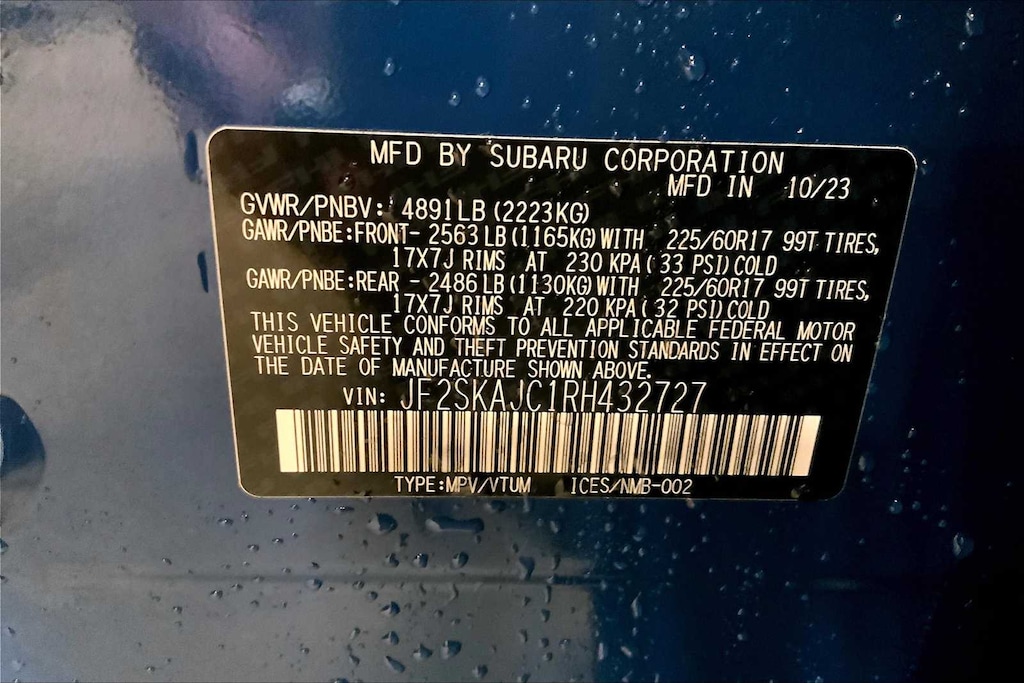 MFD BY SUBARU CORPORATION
MFD IN 10/23
GVWR/PNBV: 4891LB (2223KG)
GAWR/PNBE:FRONT- 2563LB (1165KG) WITH 225/60R17 99T TIRES,
17X7J RIMS AT 230 KPA ( 33 PSI) COLD
GAWR/PNBE:REAR - 2486LB (1130KG) WITH 225/60R17 99T TIRES,
17X7J RIMS AT 220 KPA ( 32 PSI) COLD
THIS VEHICLE CONFORMS TO ALL APPLICABLE FEDERAL MOTOR
VEHICLE SAFETY AND THEFT PREVENTION STANDARDS IN EFFECT ON
THE DATE OF MANUFACTURE SHOWN ABOVE.
VIN: JF2SKAJC1RH432727
TYPE:MPV/VTUM ICES/NMB-002